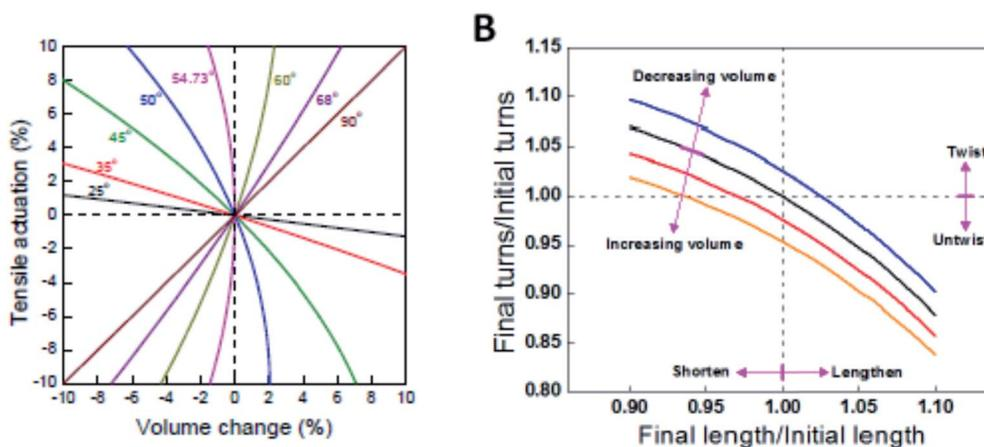 10
8
6
4
2
0
-2
-4
-6
-8
-10
Tensile actuation (%)
54.73°
60°
50°
68°
90°
45°
35°
25°
-10 -8 -6 -4 -2 0 2 4 6 8 10
Volume change (%)
B
1.15
1.10
1.05
1.00
0.95
0.90
0.85
0.80
Final turns/Initial turns
Decreasing volume
Twist
Increasing volume
Untwist
Shorten
Lengthen
0.90 0.95 1.00 1.05 1.10
Final length/Initial length